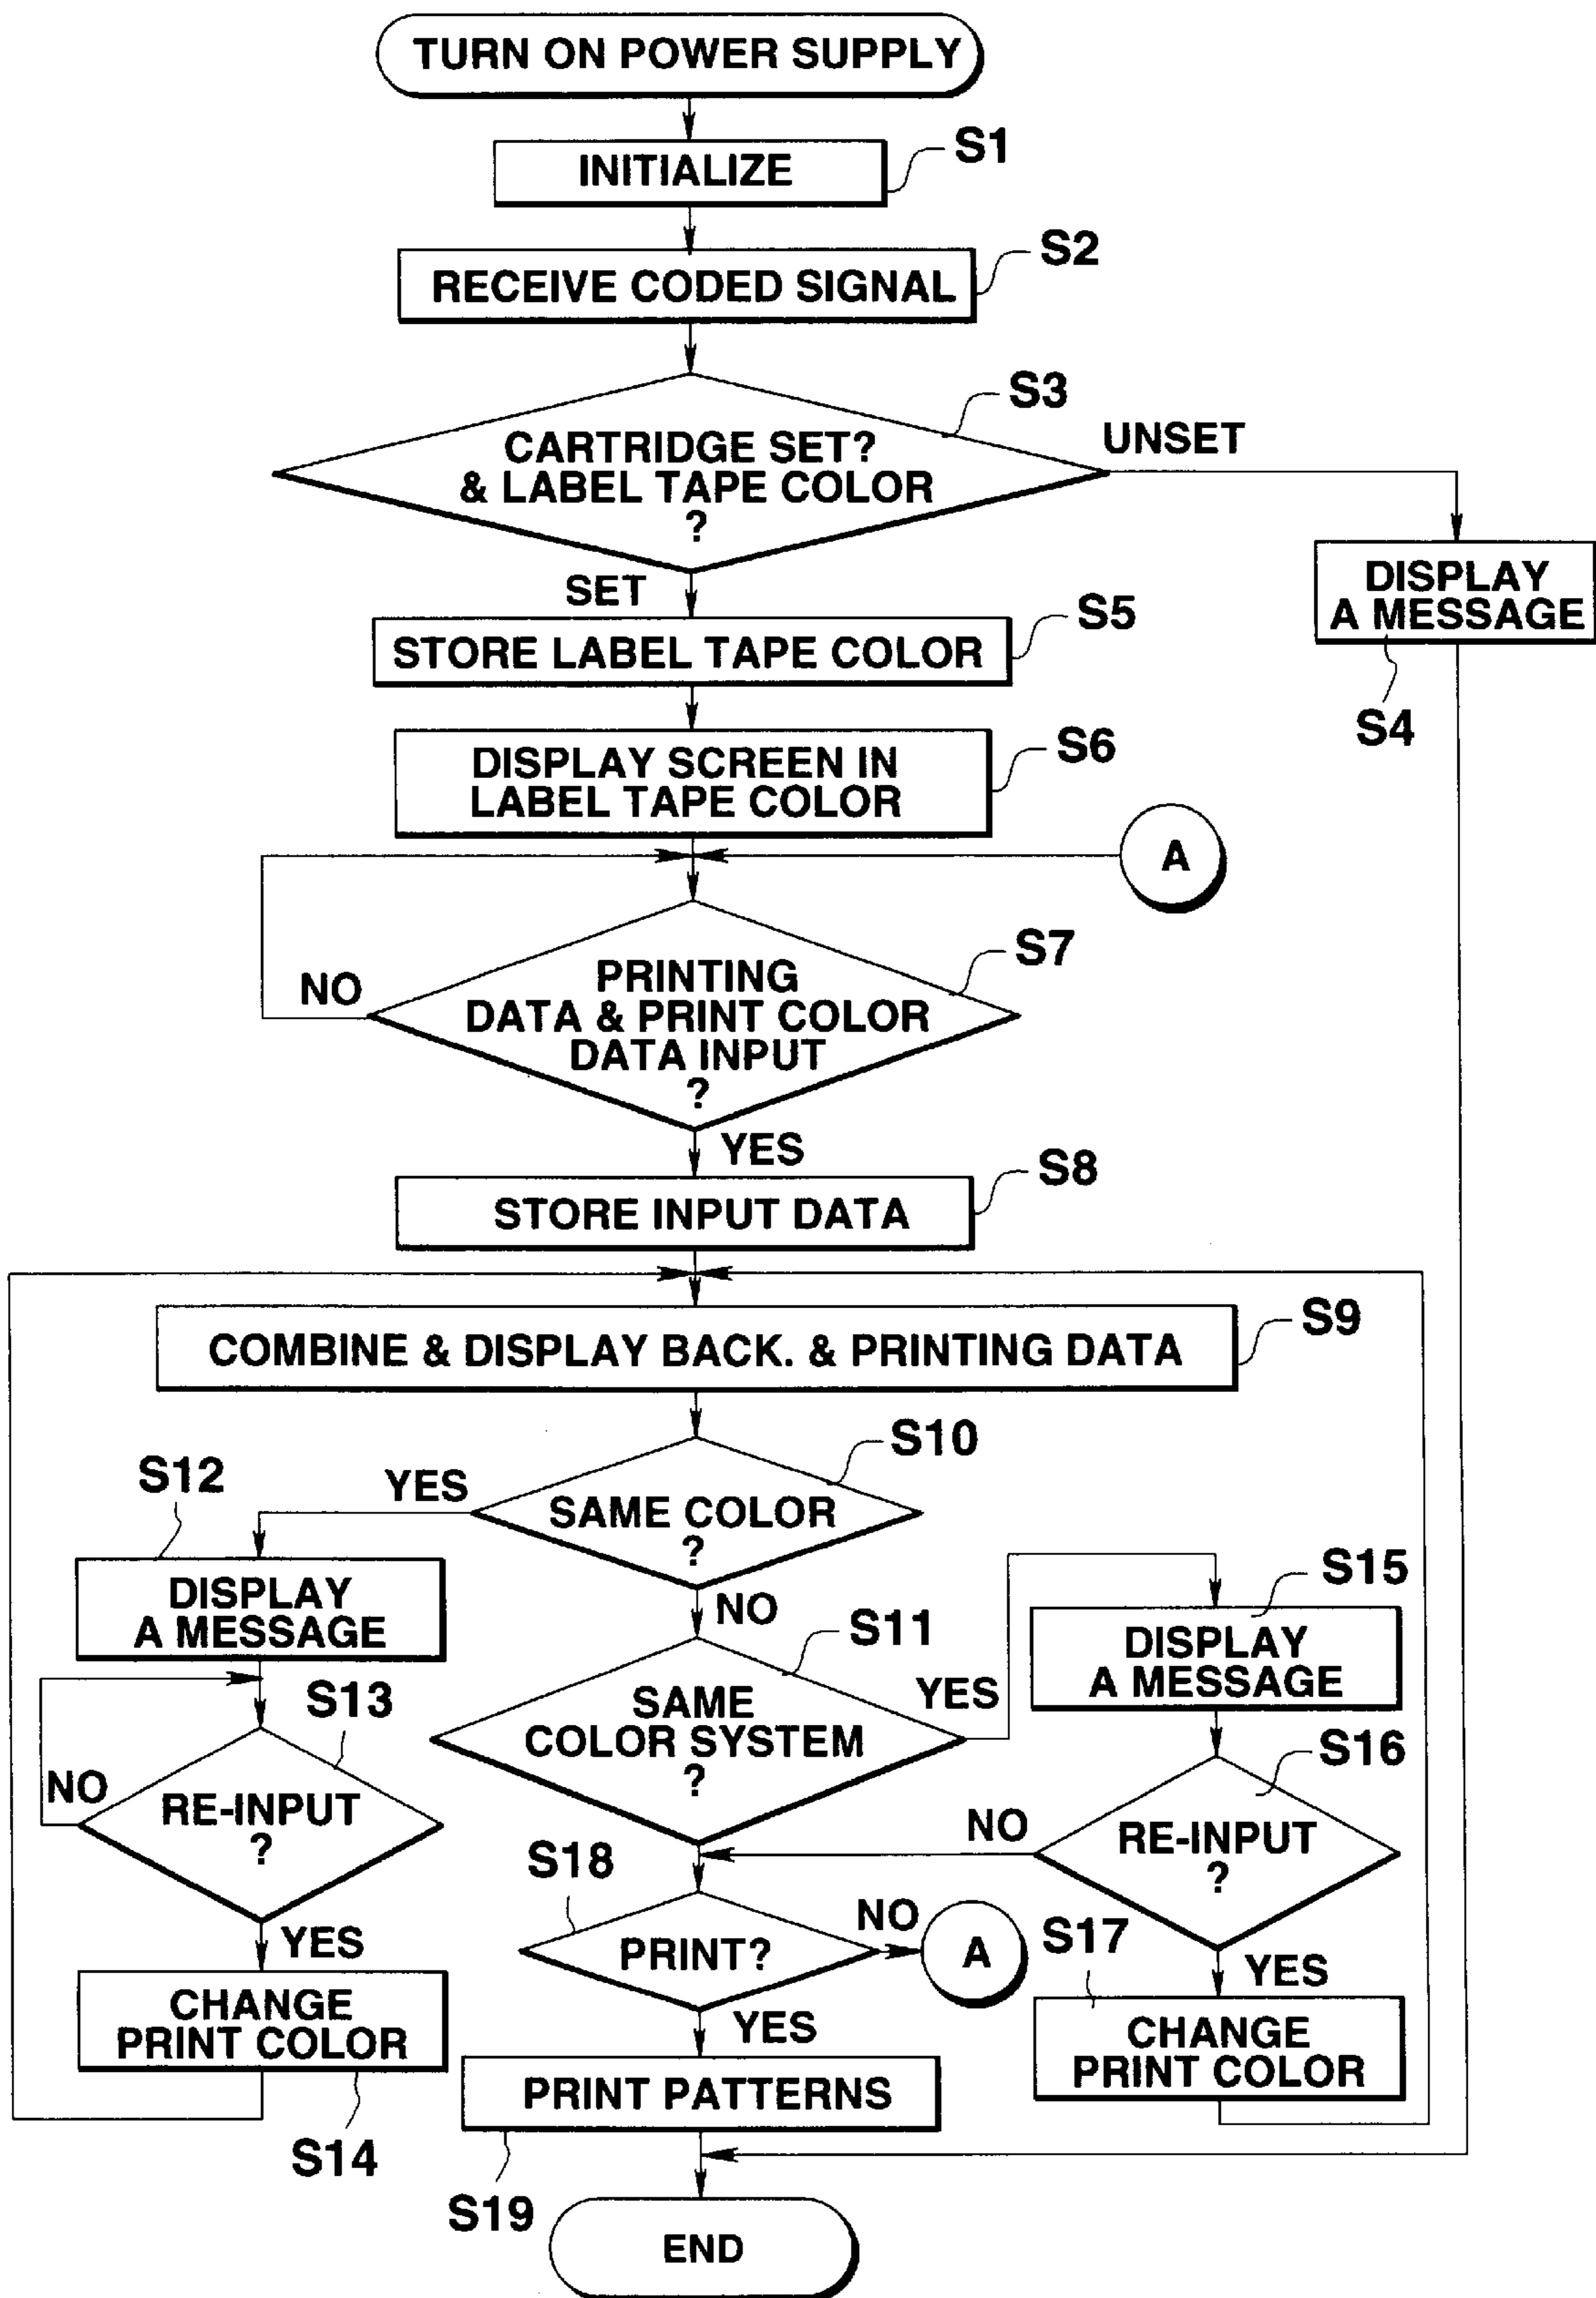 TURN ON POWER SUPPLY
INITIALIZE
S1
RECEIVE CODED SIGNAL
S2
CARTRIDGE SET?
& LABEL TAPE COLOR
?
S3
UNSET
SET
DISPLAY
A MESSAGE
S4
STORE LABEL TAPE COLOR
S5
DISPLAY SCREEN IN
LABEL TAPE COLOR
S6
A
PRINTING
DATA & PRINT COLOR
DATA INPUT
?
S7
NO
YES
STORE INPUT DATA
S8
COMBINE & DISPLAY BACK. & PRINTING DATA
S9
SAME COLOR
?
S10
YES
NO
S12
DISPLAY
A MESSAGE
S11
SAME
COLOR SYSTEM
?
YES
S15
DISPLAY
A MESSAGE
S13
RE-INPUT
?
NO
YES
S16
RE-INPUT
?
NO
YES
S18
PRINT?
NO
A
YES
S17
CHANGE
PRINT COLOR
CHANGE
PRINT COLOR
S14
PRINT PATTERNS
S19
END